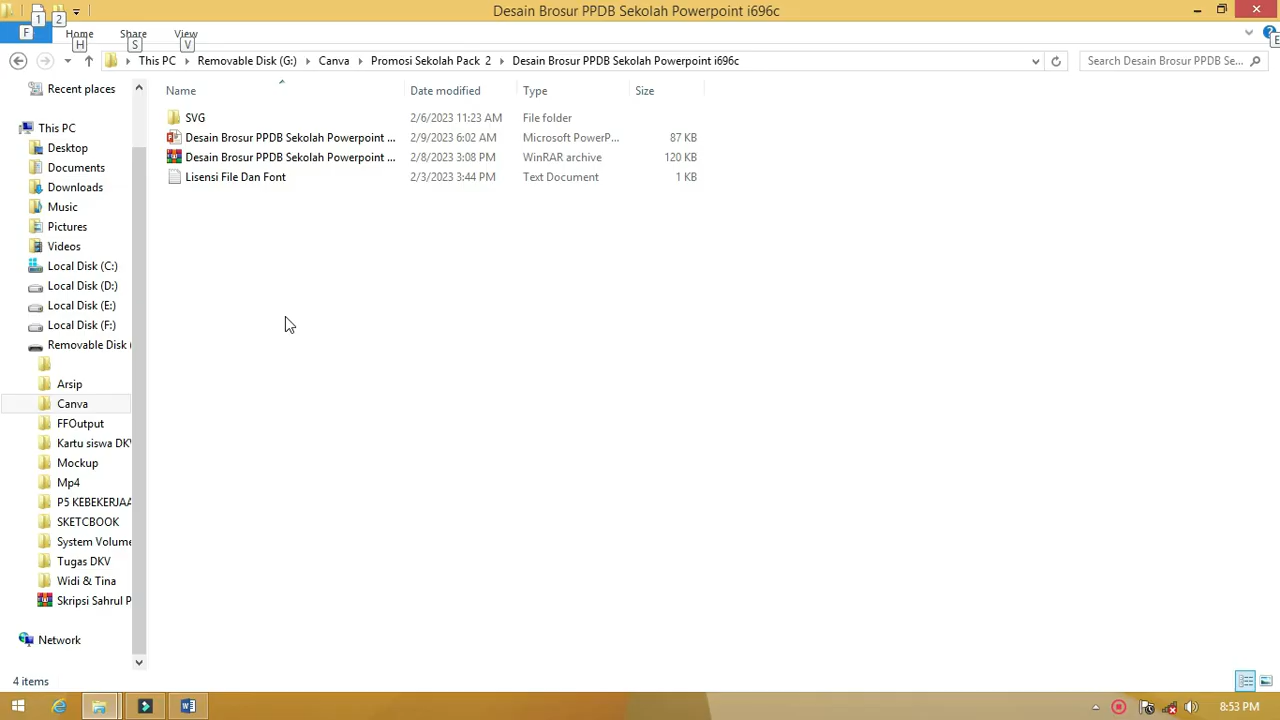 Desain Brosur PPDB Sekolah Powerpoint i696c
1 2
F Home Share View
H S V E
This PC Removable Disk (G:) Canva Promosi Sekolah Pack 2 Desain Brosur PPDB Sekolah Powerpoint i696c Search Desain Brosur PPDB Se...
Recent places Name Date modified Type Size
SVG 2/6/2023 11:23 AM File folder
This PC
Desain Brosur PPDB Sekolah Powerpoint ... 2/9/2023 6:02 AM Microsoft PowerP... 87 KB
Desktop
Desain Brosur PPDB Sekolah Powerpoint ... 2/8/2023 3:08 PM WinRAR archive 120 KB
Documents
Lisensi File Dan Font 2/3/2023 3:44 PM Text Document 1 KB
Downloads
Music
Pictures
Videos
Local Disk (C:)
Local Disk (D:)
Local Disk (E:)
Local Disk (F:)
Removable Disk (
Arsip
Canva
FFOutput
Kartu siswa DKV
Mockup
Mp4
P5 KEBEKERJAA
SKETCBOOK
System Volume
Tugas DKV
Widi & Tina
Skripsi Sahrul P
Network
4 items
8:53 PM